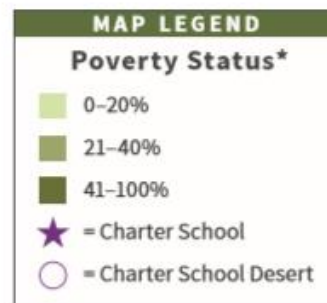 MAP LEGEND
Poverty Status*
0–20%
21–40%
41–100%
= Charter School
= Charter School Desert